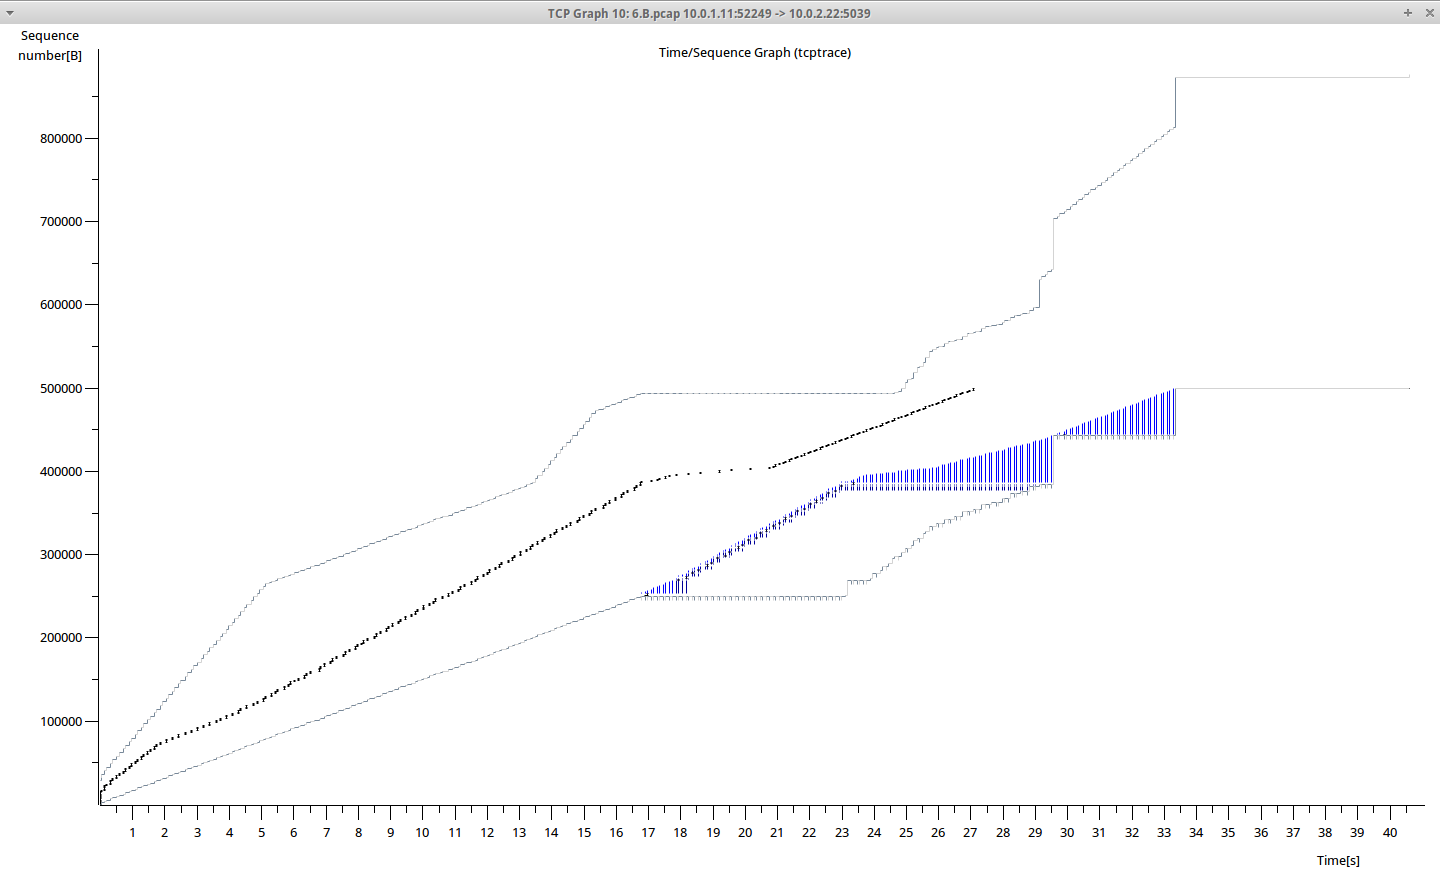 TCP Graph 10: 6.B.pcap 10.0.1.11:52249 -> 10.0.2.22:5039
Sequence
number[B]
Time/Sequence Graph (tcptrace)
800000
700000
600000
500000
400000
300000
200000
100000
1 2 3 4 5 6 7 8 9 10 11 12 13 14 15 16 17 18 19 20 21 22 23 24 25 26 27 28 29 30 31 32 33 34 35 36 37 38 39 40
Time[s]